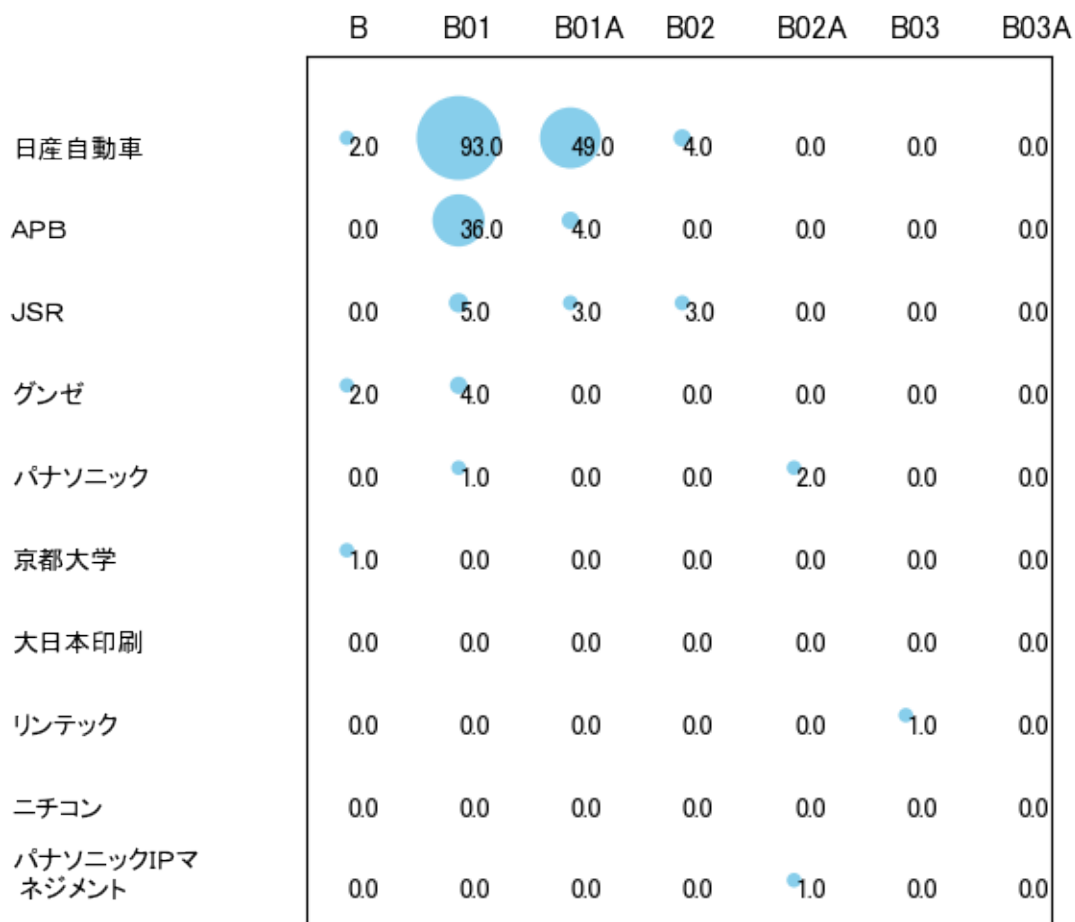 B B01 B01A B02 B02A B03 B03A
日産自動車 2.0 93.0 49.0 4.0 0.0 0.0 0.0
APB 0.0 36.0 4.0 0.0 0.0 0.0 0.0
JSR 0.0 5.0 3.0 3.0 0.0 0.0 0.0
グンゼ 2.0 4.0 0.0 0.0 0.0 0.0 0.0
パナソニック 0.0 1.0 0.0 0.0 2.0 0.0 0.0
京都大学 1.0 0.0 0.0 0.0 0.0 0.0 0.0
大日本印刷 0.0 0.0 0.0 0.0 0.0 0.0 0.0
リンテック 0.0 0.0 0.0 0.0 0.0 1.0 0.0
ニチコン 0.0 0.0 0.0 0.0 0.0 0.0 0.0
パナソニックIPマ
ネジメント 0.0 0.0 0.0 0.0 1.0 0.0 0.0